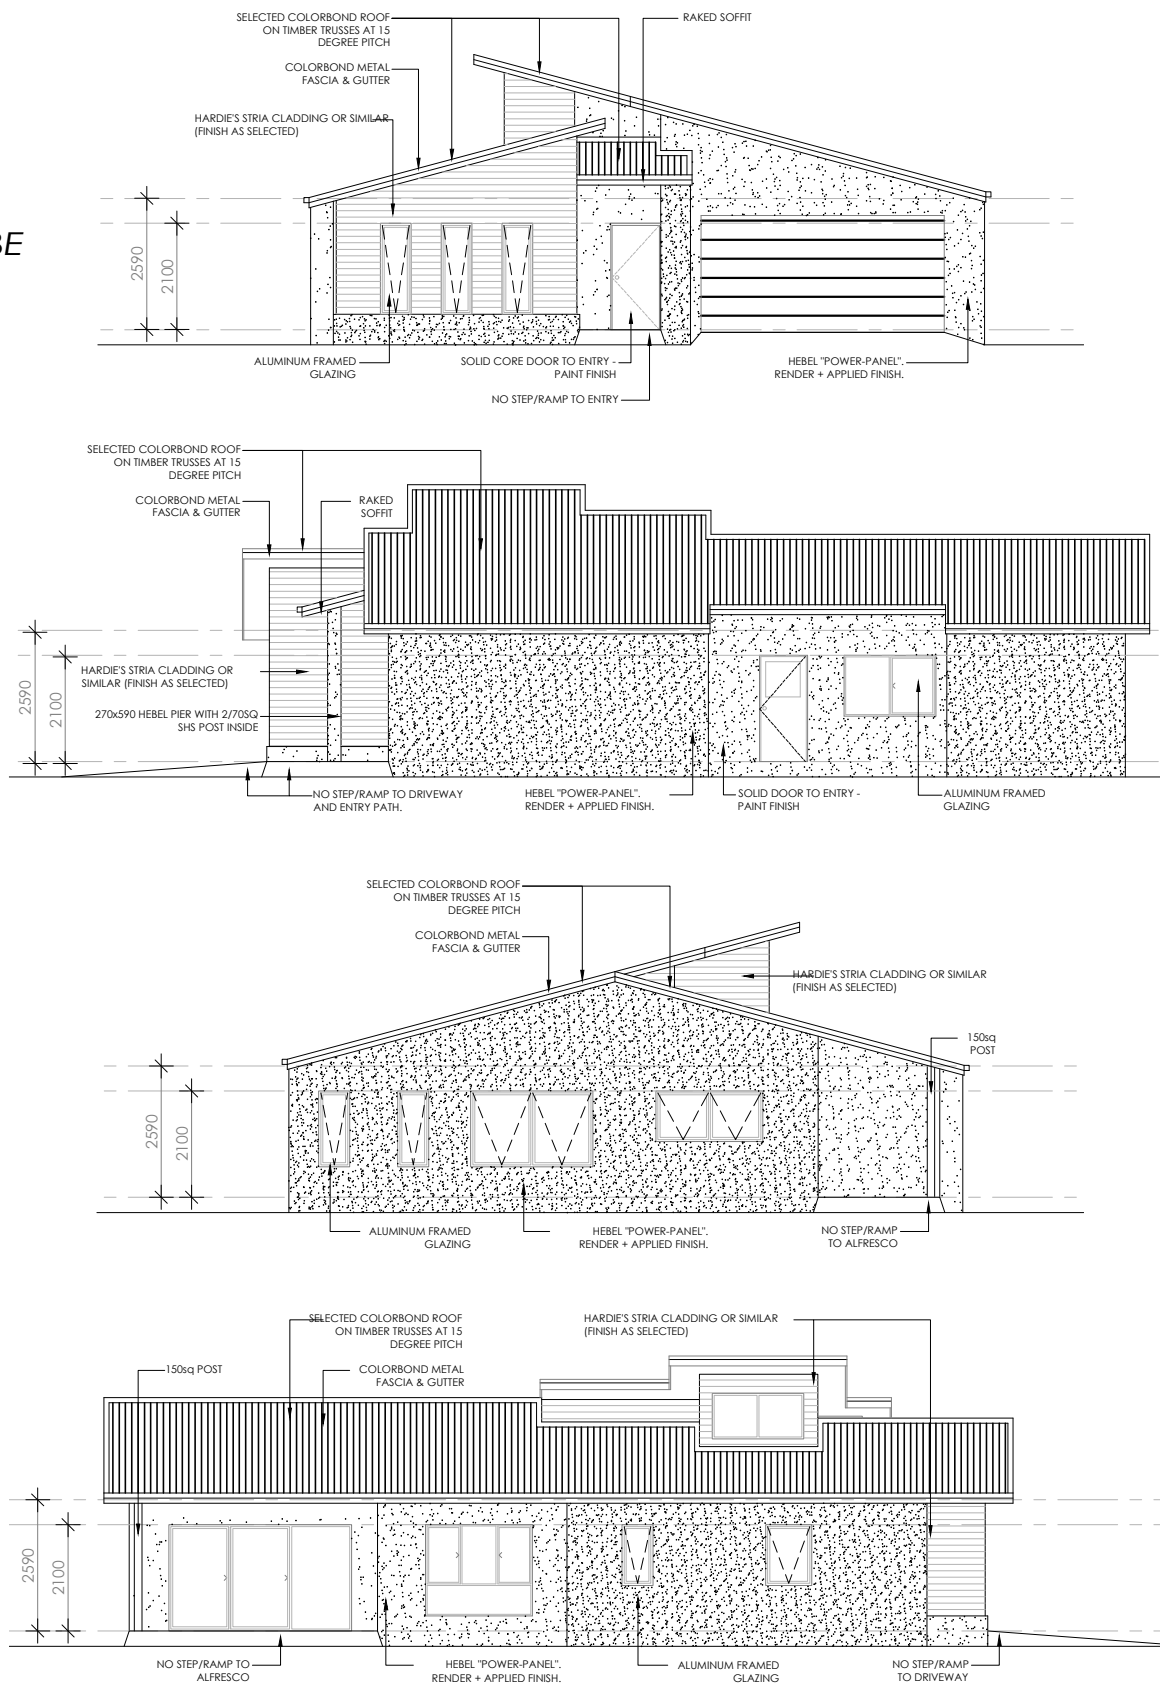 SELECTED COLORBOND ROOF
ON TIMBER TRUSSES AT 15
DEGREE PITCH
RAKED SOFFIT
COLORBOND METAL
FASCIA & GUTTER
HARDIE'S STRIA CLADDING OR SIMILAR
(FINISH AS SELECTED)
2590
2100
ALUMINUM FRAMED
GLAZING
SOLID CORE DOOR TO ENTRY -
PAINT FINISH
HEBEL "POWER-PANEL".
RENDER + APPLIED FINISH.
NO STEP/RAMP TO ENTRY
SELECTED COLORBOND ROOF
ON TIMBER TRUSSES AT 15
DEGREE PITCH
COLORBOND METAL
FASCIA & GUTTER
RAKED
SOFFIT
HARDIE'S STRIA CLADDING OR
SIMILAR (FINISH AS SELECTED)
2590
2100
270x590 HEBEL PIER WITH 2/70SQ
SHS POST INSIDE
NO STEP/RAMP TO DRIVEWAY
AND ENTRY PATH.
HEBEL "POWER-PANEL".
RENDER + APPLIED FINISH.
SOLID DOOR TO ENTRY -
PAINT FINISH
ALUMINUM FRAMED
GLAZING
SELECTED COLORBOND ROOF
ON TIMBER TRUSSES AT 15
DEGREE PITCH
COLORBOND METAL
FASCIA & GUTTER
HARDIE'S STRIA CLADDING OR SIMILAR
(FINISH AS SELECTED)
150sq
POST
2590
2100
ALUMINUM FRAMED
GLAZING
HEBEL "POWER-PANEL".
RENDER + APPLIED FINISH.
NO STEP/RAMP
TO ALFRESCO
SELECTED COLORBOND ROOF
ON TIMBER TRUSSES AT 15
DEGREE PITCH
HARDIE'S STRIA CLADDING OR SIMILAR
(FINISH AS SELECTED)
150sq POST
COLORBOND METAL
FASCIA & GUTTER
2590
2100
NO STEP/RAMP TO
ALFRESCO
HEBEL "POWER-PANEL".
RENDER + APPLIED FINISH.
ALUMINUM FRAMED
GLAZING
NO STEP/RAMP
TO DRIVEWAY